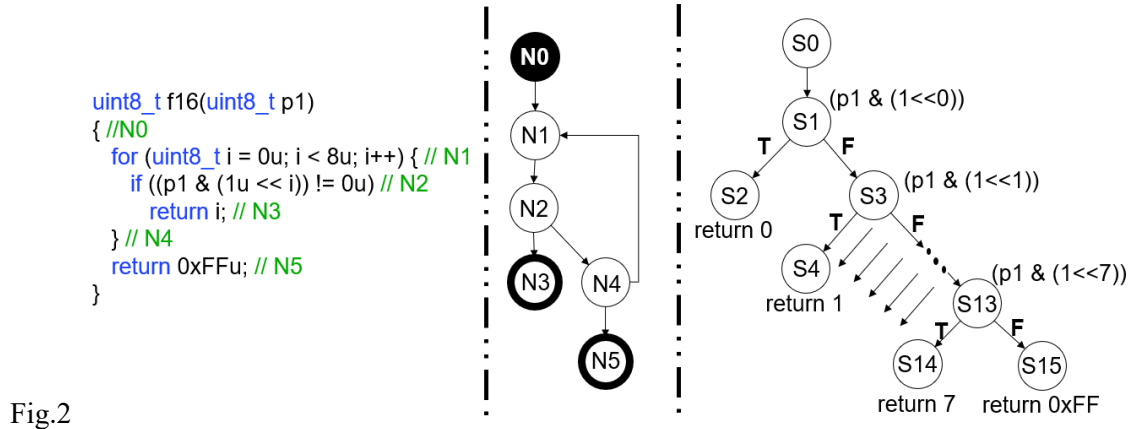 uint8_t f16(uint8_t p1)
{ //N0
for (uint8_t i = 0u; i < 8u; i++) { // N1
if ((p1 & (1u << i)) != 0u) // N2
return i; // N3
} // N4
return 0xFFu; // N5
}
N0
N1
N2
N3
N4
N5
S0
S1
(p1 & (1<<0))
T
F
S2
return 0
S3
(p1 & (1<<1))
T
F
S4
return 1
(p1 & (1<<7))
S13
T
F
S14
return 7
S15
return 0xFF
Fig.2